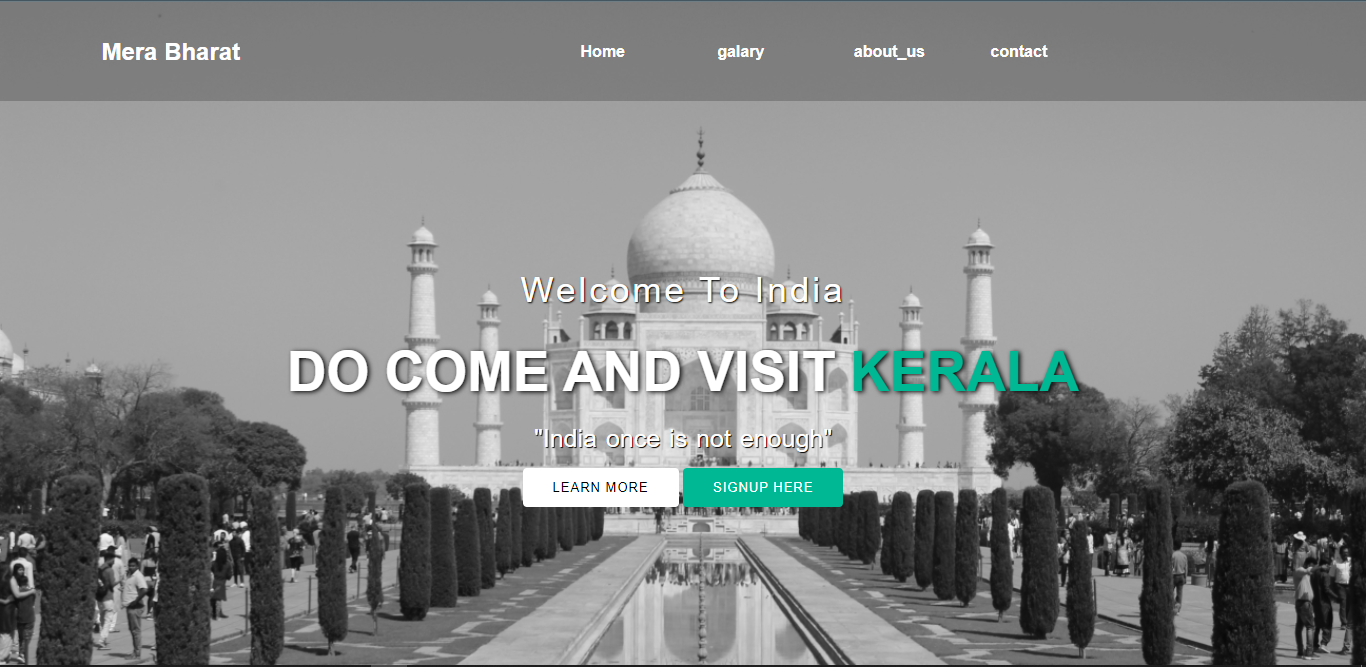 Mera Bharat
Home galary about_us contact
Welcome To India
DO COME AND VISIT KERALA
"India once is not enough"
LEARN MORE SIGNUP HERE